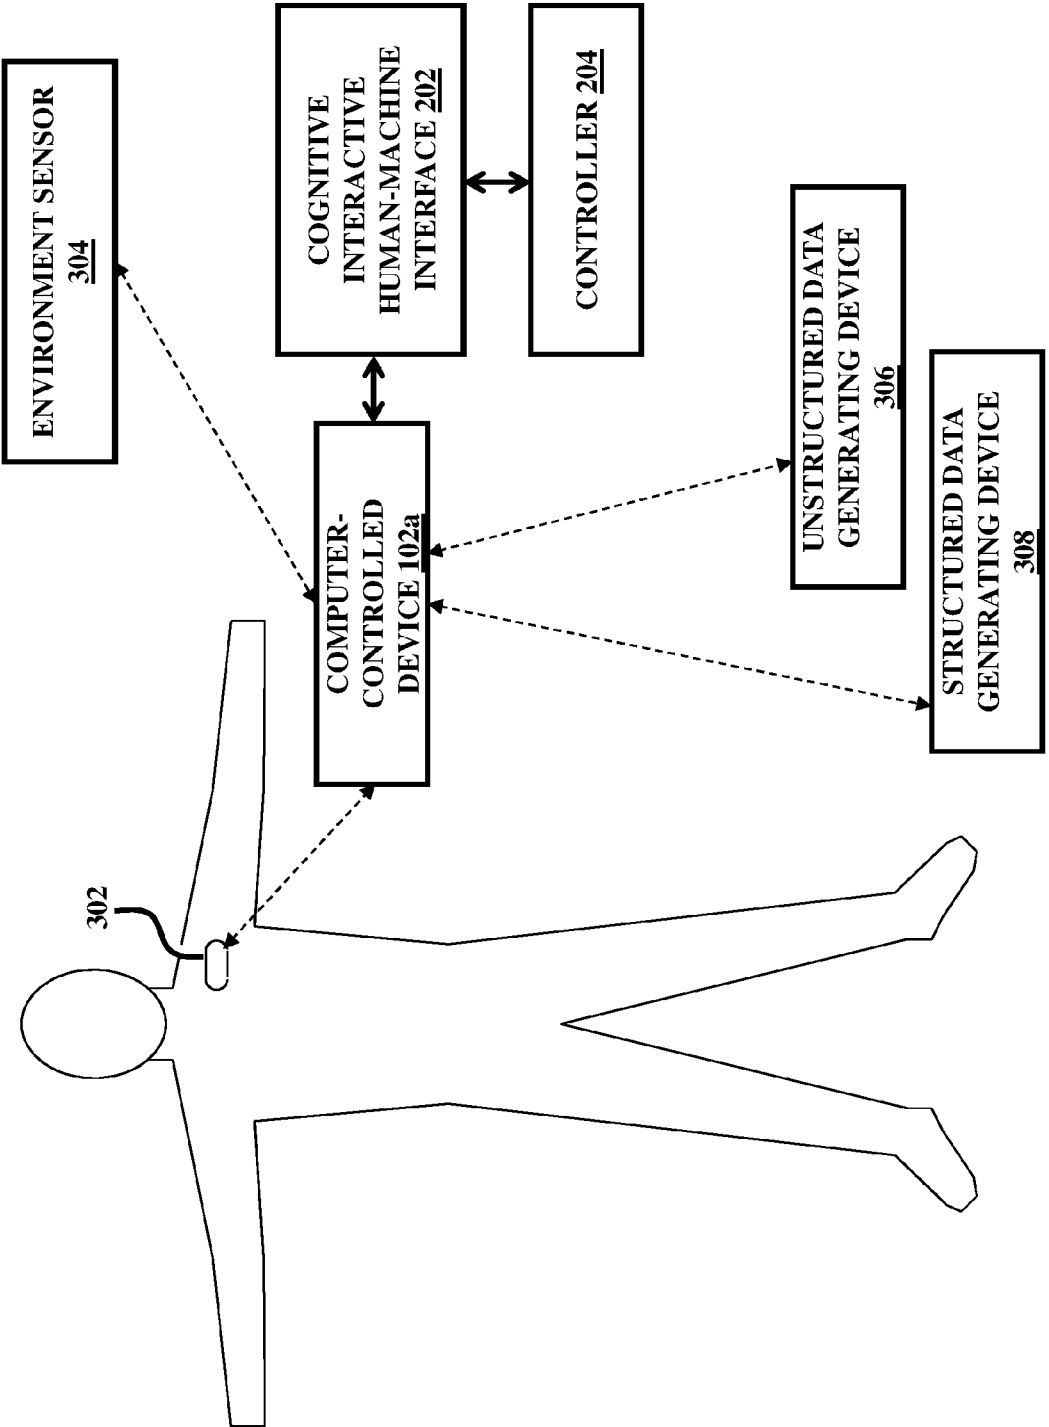 ENVIRONMENT SENSOR
304
COGNITIVE
INTERACTIVE
HUMAN-MACHINE
INTERFACE 202
CONTROLLER 204
COMPUTER-
CONTROLLED
DEVICE 102a
UNSTRUCTURED DATA
GENERATING DEVICE
306
STRUCTURED DATA
GENERATING DEVICE
308
302